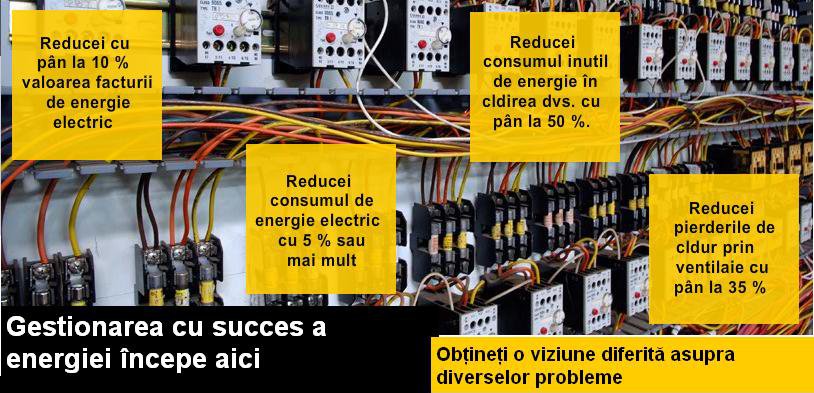 Reducei cu
pân la 10 %
valoarea facturii
de energie
electric
Reducei
consumul inutil
de energie în
cldirea dvs. cu
pân la 50 %.
Reducei
consumul de
energie electric
cu 5 % sau
mai mult
Reducei
pierderile de
cldur prin
ventilaie cu
pân la 35 %
Gestionarea cu succes a
energiei începe aici
Obțineți o viziune diferită asupra
diverselor probleme